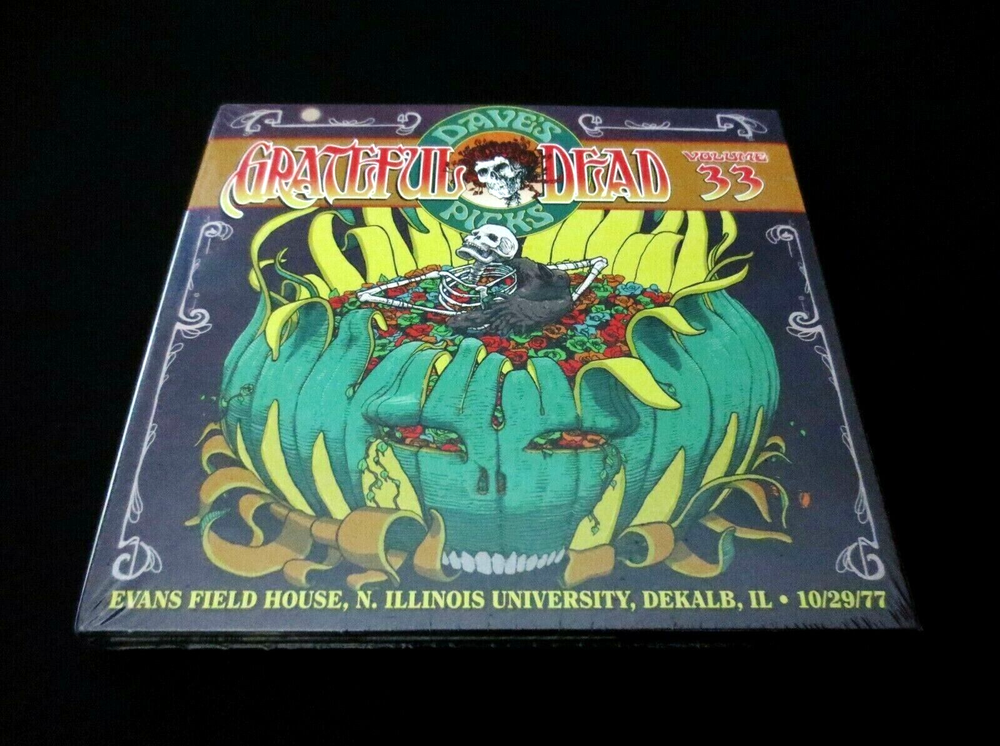 DAVE'S
GRATEFUL DEAD
VOLUME
33
PICKS
EVANS FIELD HOUSE, N. ILLINOIS UNIVERSITY, DEKALB, IL • 10/29/77